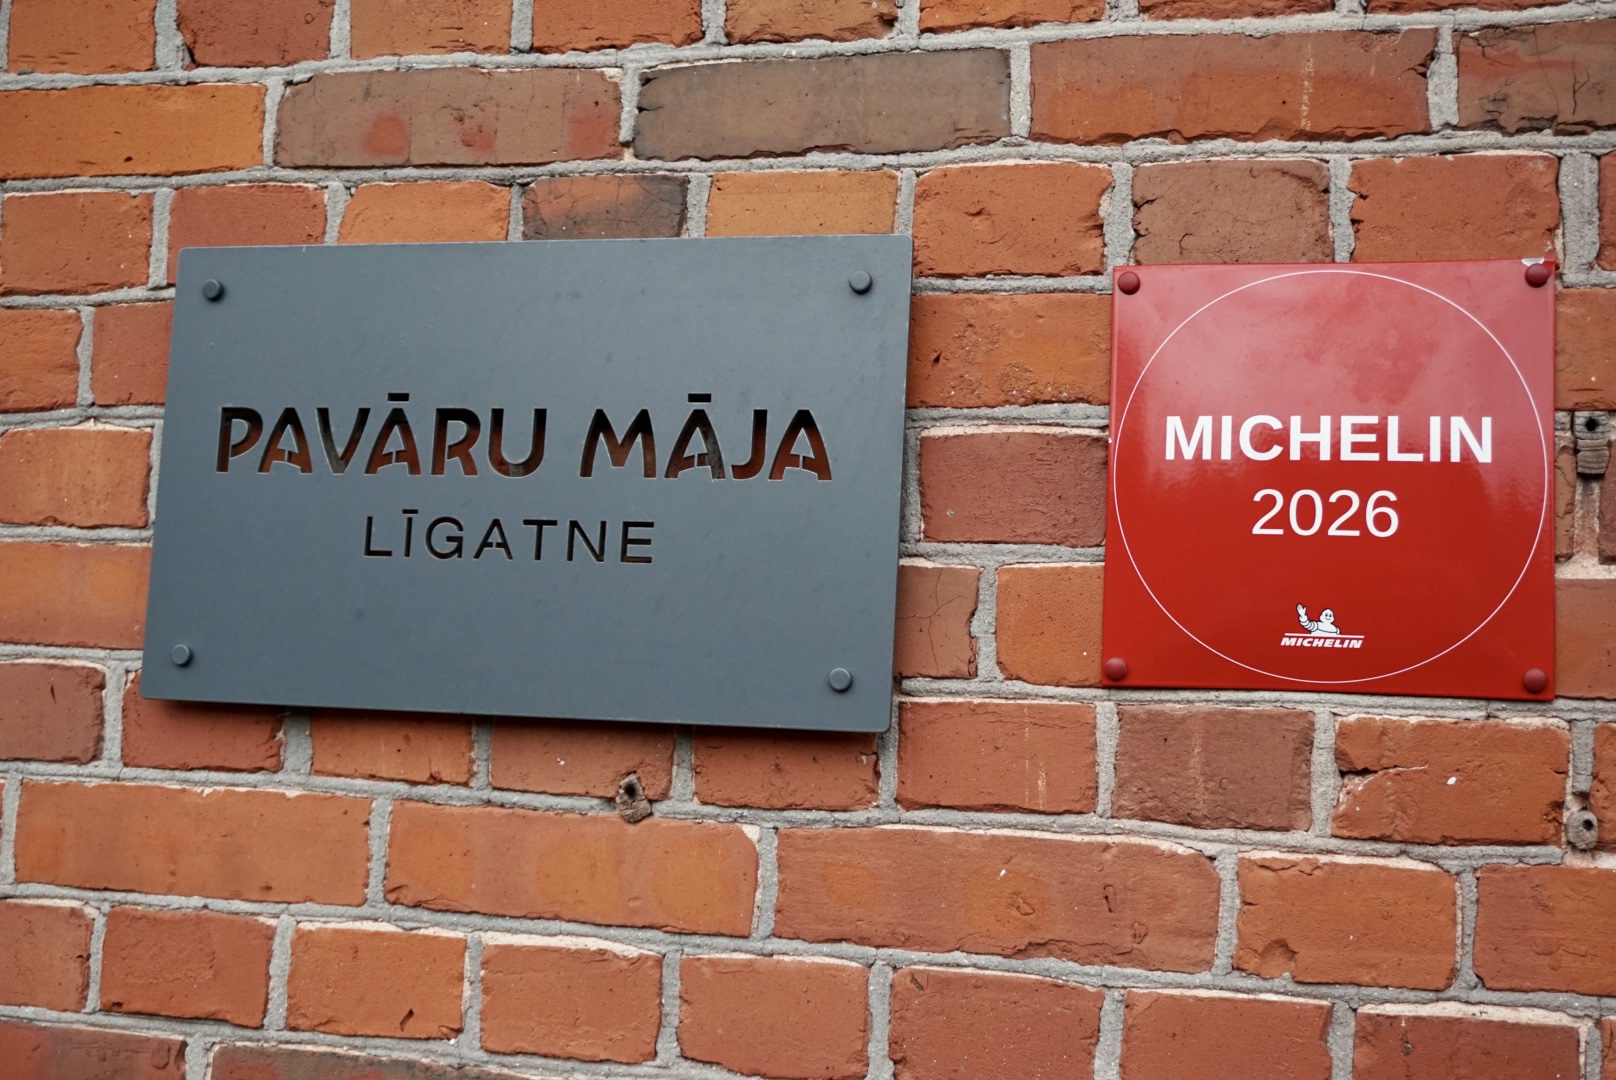 PAVĀRU MĀJA
LĪGATNE
MICHELIN
2026
MICHELIN